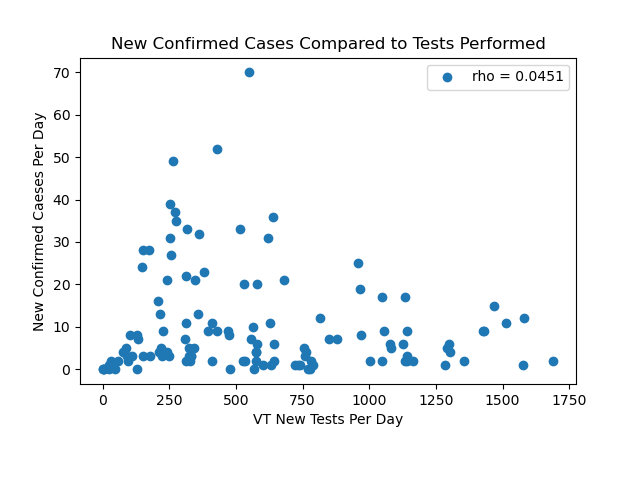 New Confirmed Cases Compared to Tests Performed
rho = 0.0451
New Confirmed Caeses Per Day
70
60
50
40
30
20
10
0
0 250 500 750 1000 1250 1500 1750
VT New Tests Per Day